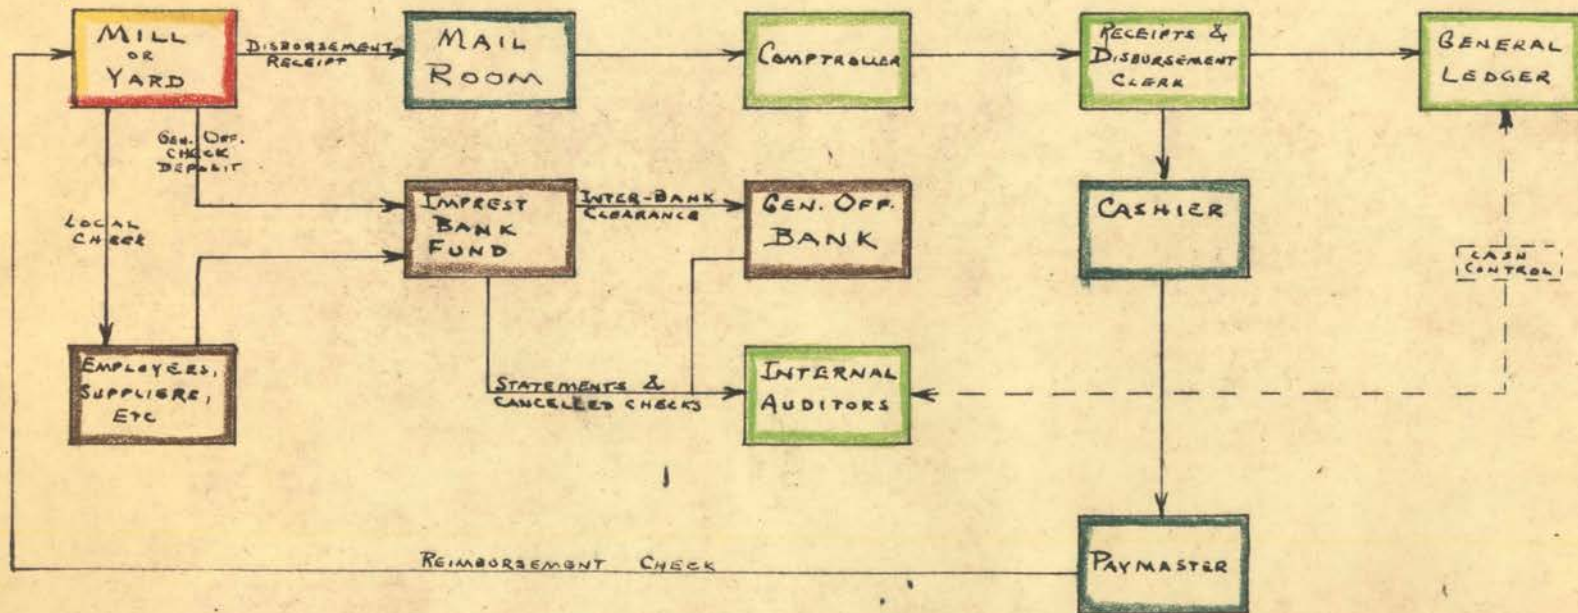 MILL
OR
YARD
DISBURSEMENT
RECEIPT
MAIL
ROOM
COMPTROLLER
RECEIPTS &
DISBURSEMENT
CLERK
GENERAL
LEDGER
GEN. OFF.
CHECK
DEPOSIT
LOCAL
CHECK
IMPREST
BANK
FUND
INTER-BANK
CLEARANCE
GEN. OFF.
BANK
CASHIER
CASH
CONTROL
EMPLOYEES,
SUPPLIERS,
ETC
STATEMENTS &
CANCELLED CHECKS
INTERNAL
AUDITORS
REIMBURSEMENT CHECK
PAYMASTER